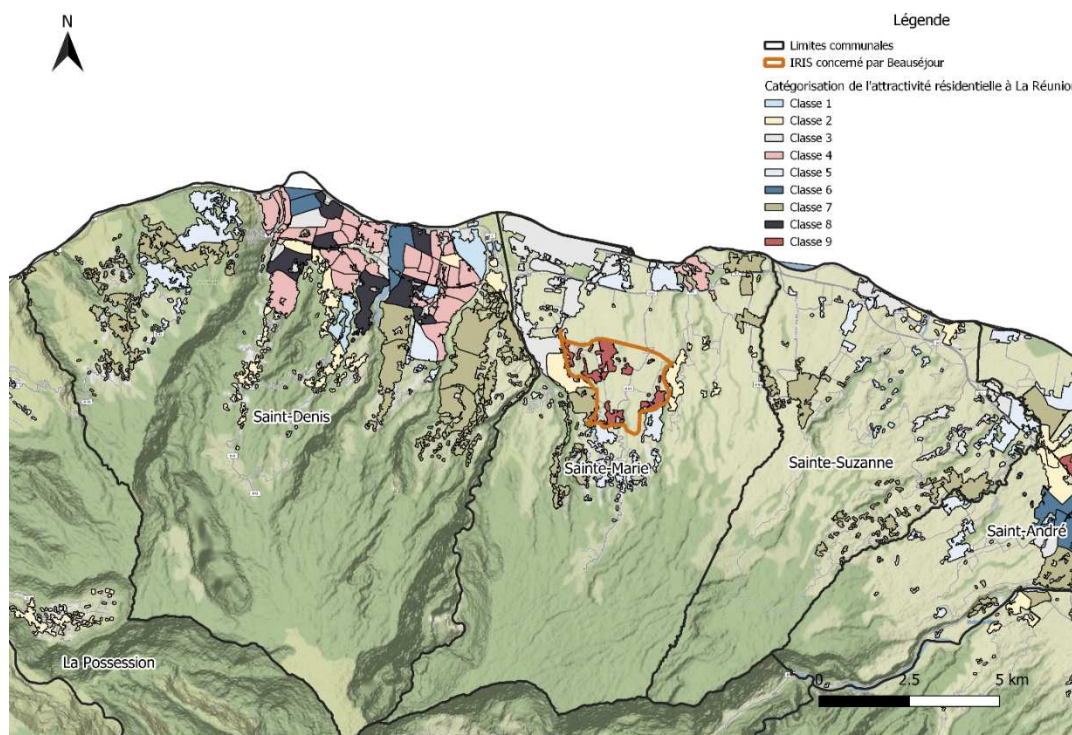 N
Légende
Limites communales
IRIS concerné par Beauséjour
Catégorisation de l'attractivité résidentielle à La Réunion
Classe 1
Classe 2
Classe 3
Classe 4
Classe 5
Classe 6
Classe 7
Classe 8
Classe 9
Saint-Denis
Sainte-Marie
Sainte-Suzanne
Saint-André
La Possession
0 2.5 5 km